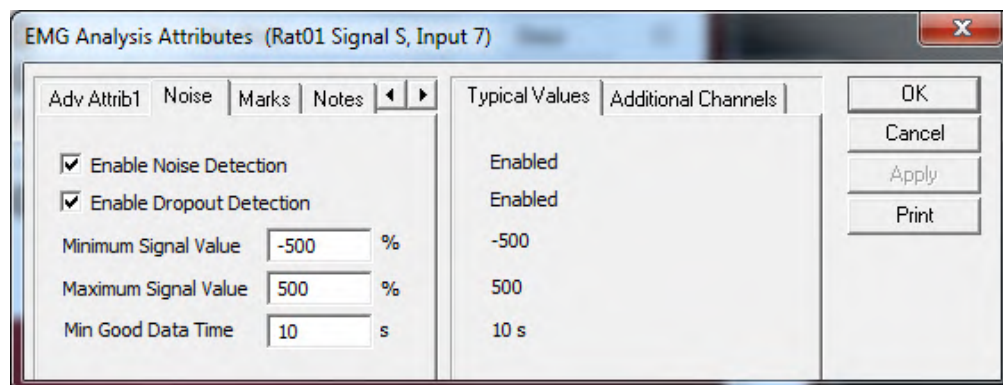 EMG Analysis Attributes (Rat01 Signal S, Input 7)
Adv Attrib1 Noise Marks Notes
Enable Noise Detection
Enable Dropout Detection
Minimum Signal Value -500 %
Maximum Signal Value 500 %
Min Good Data Time 10 s
Typical Values Additional Channels
Enabled
Enabled
-500
500
10 s
OK
Cancel
Apply
Print